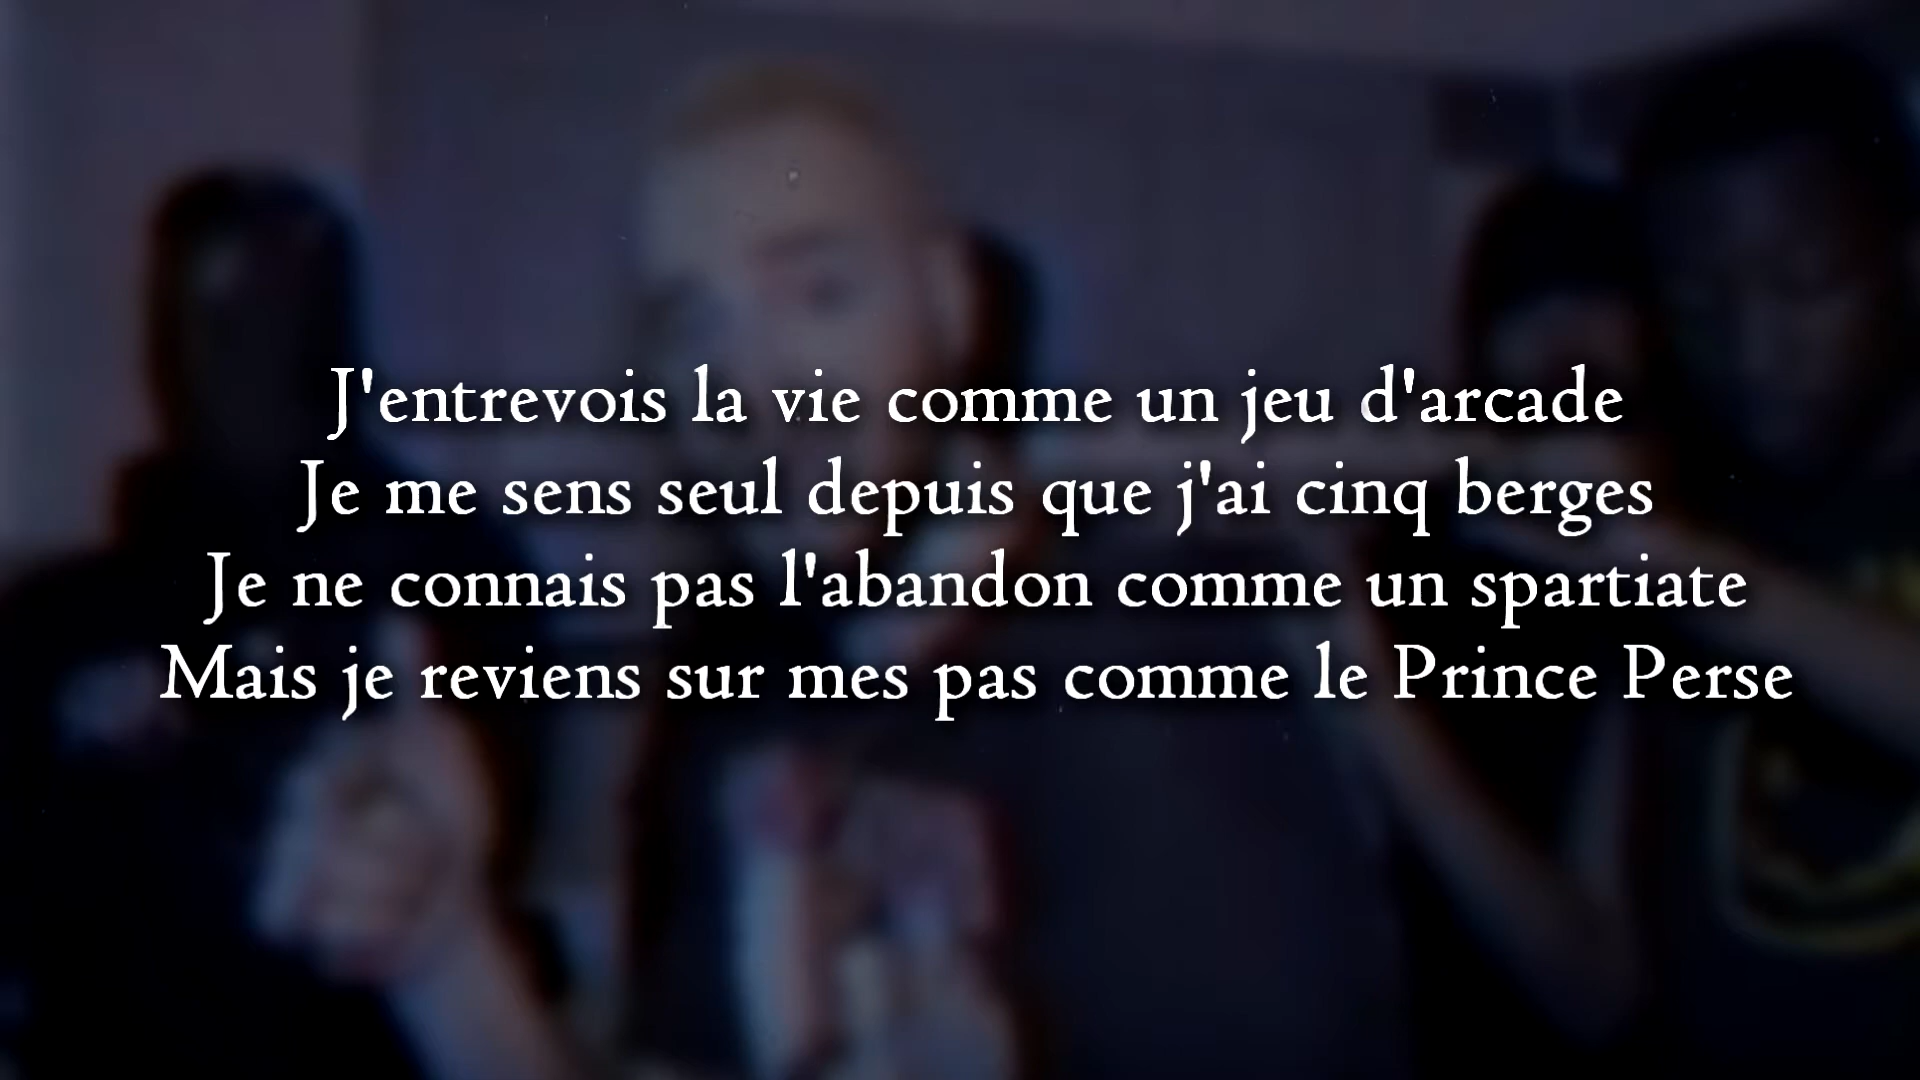 J'entrevois la vie comme un jeu d'arcade
Je me sens seul depuis que j'ai cinq berges
Je ne connais pas l'abandon comme un spartiate
Mais je reviens sur mes pas comme le Prince Perse